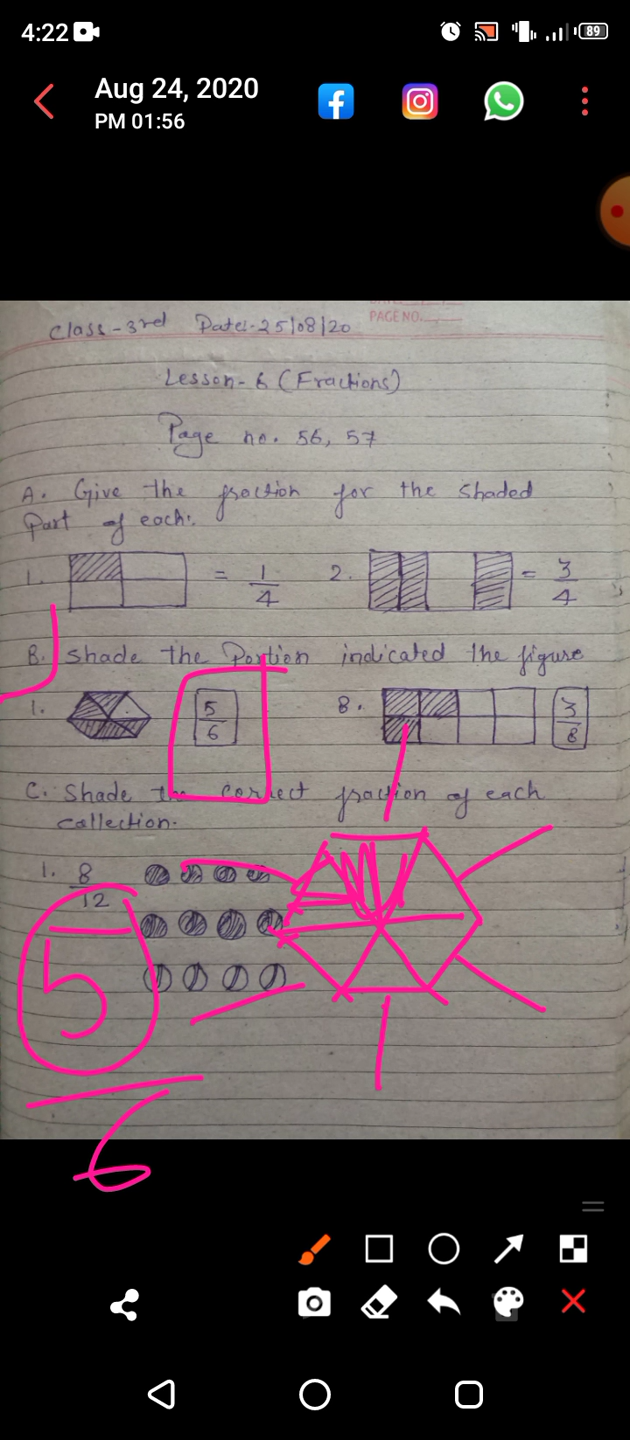 4:22
89
Aug 24, 2020
PM 01:56
PAGE NO.
Class-3rd Date:-25/08/20
Lesson-6 (Fractions)
Page no. 56, 57
A. Give the fraction for the shaded
Part of each:.
1. = 1/4 2. = 3/4
B. Shade the Portion indicated the figure
1. 5/6 8. 3/8
C. Shade the correct fraction of each
collection.
1. 8/12
5/6